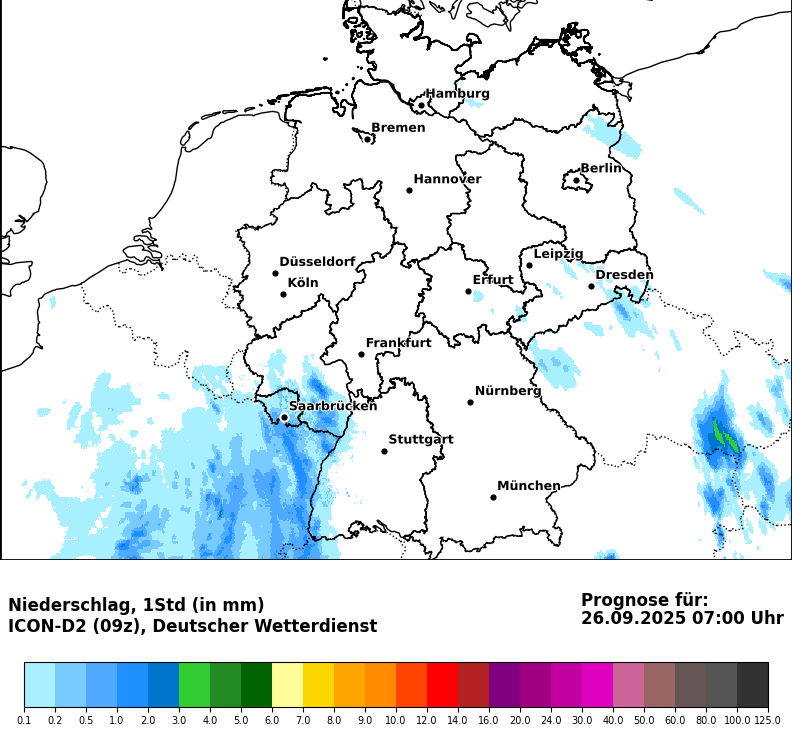 Hamburg
Bremen
Berlin
Hannover
Leipzig
Düsseldorf
Dresden
Köln
Erfurt
Frankfurt
Nürnberg
Saarbrücken
Stuttgart
München
Niederschlag, 1Std (in mm)
ICON-D2 (09z), Deutscher Wetterdienst
Prognose für:
26.09.2025 07:00 Uhr
0.1 0.2 0.5 1.0 2.0 3.0 4.0 5.0 6.0 7.0 8.0 9.0 10.0 12.0 14.0 16.0 20.0 24.0 30.0 40.0 50.0 60.0 80.0 100.0 125.0